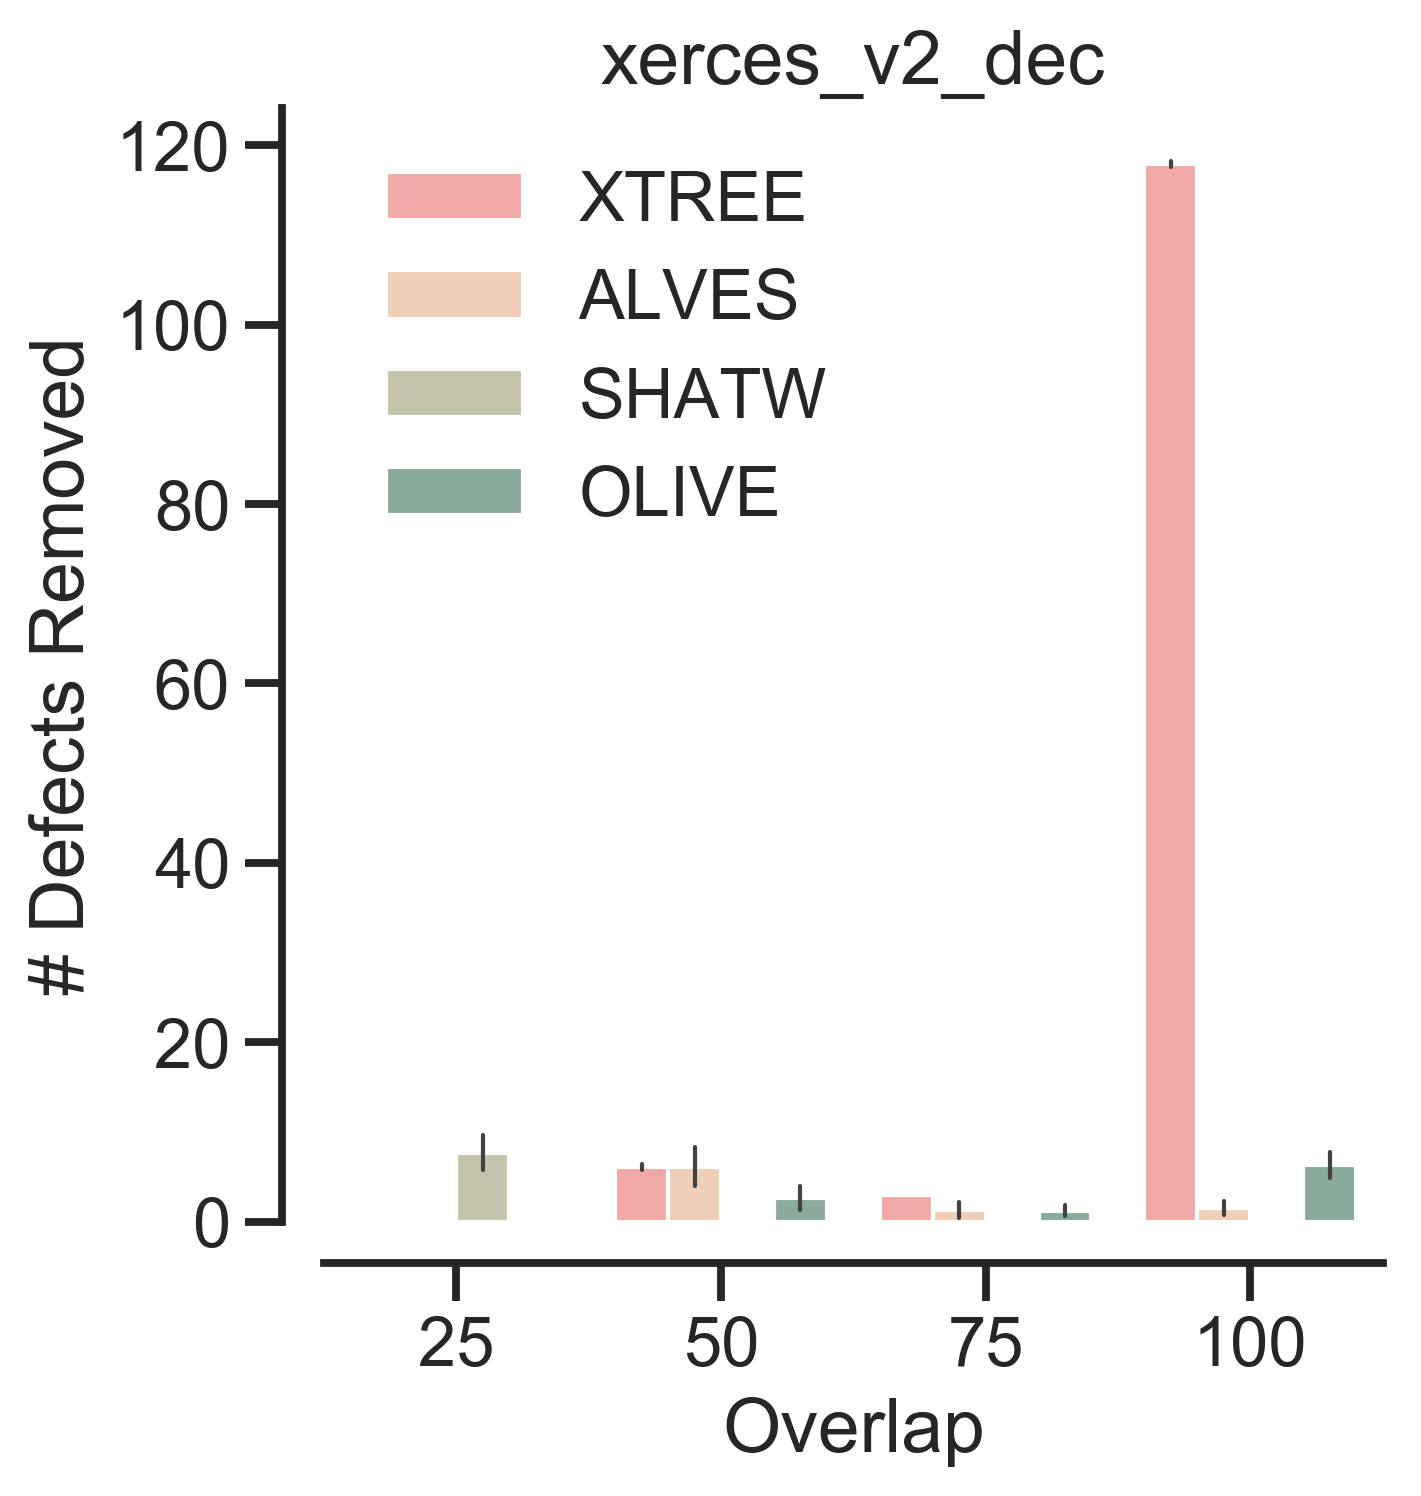 xerces_v2_dec
120
100
80
60
40
20
0
# Defects Removed
XTREE
ALVES
SHATW
OLIVE
25 50 75 100
Overlap